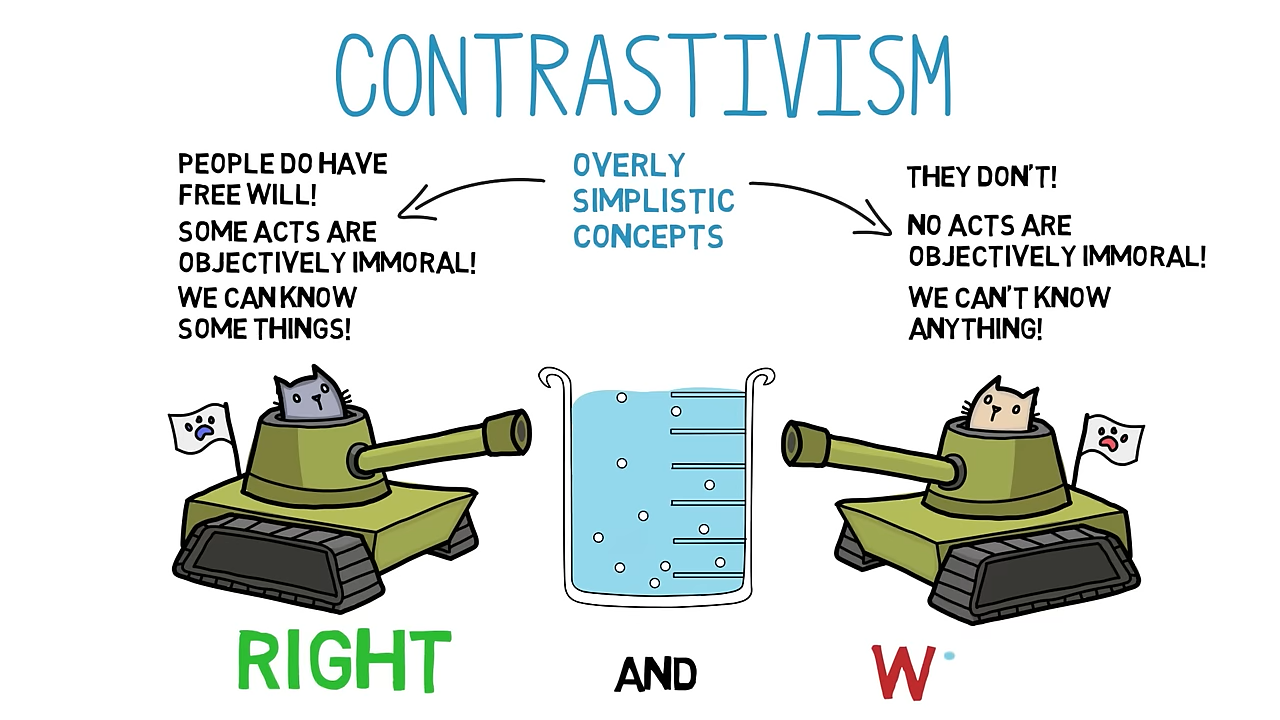 CONTRASTIVISM
PEOPLE DO HAVE
FREE WILL!
SOME ACTS ARE
OBJECTIVELY IMMORAL!
WE CAN KNOW
SOME THINGS!
OVERLY
SIMPLISTIC
CONCEPTS
THEY DON'T!
NO ACTS ARE
OBJECTIVELY IMMORAL!
WE CAN'T KNOW
ANYTHING!
RIGHT AND W